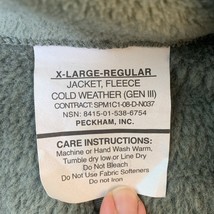 X-LARGE-REGULAR
JACKET, FLEECE
COLD WEATHER (GEN III)
CONTRACT: SPM1C1-08-D-N037
NSN: 8415-01-538-6754
PECKHAM, INC.
CARE INSTRUCTIONS:
Machine or Hand Wash Warm,
Tumble dry low or Line Dry
Do Not Bleach
Do Not Use Fabric Softeners
Do not Iron